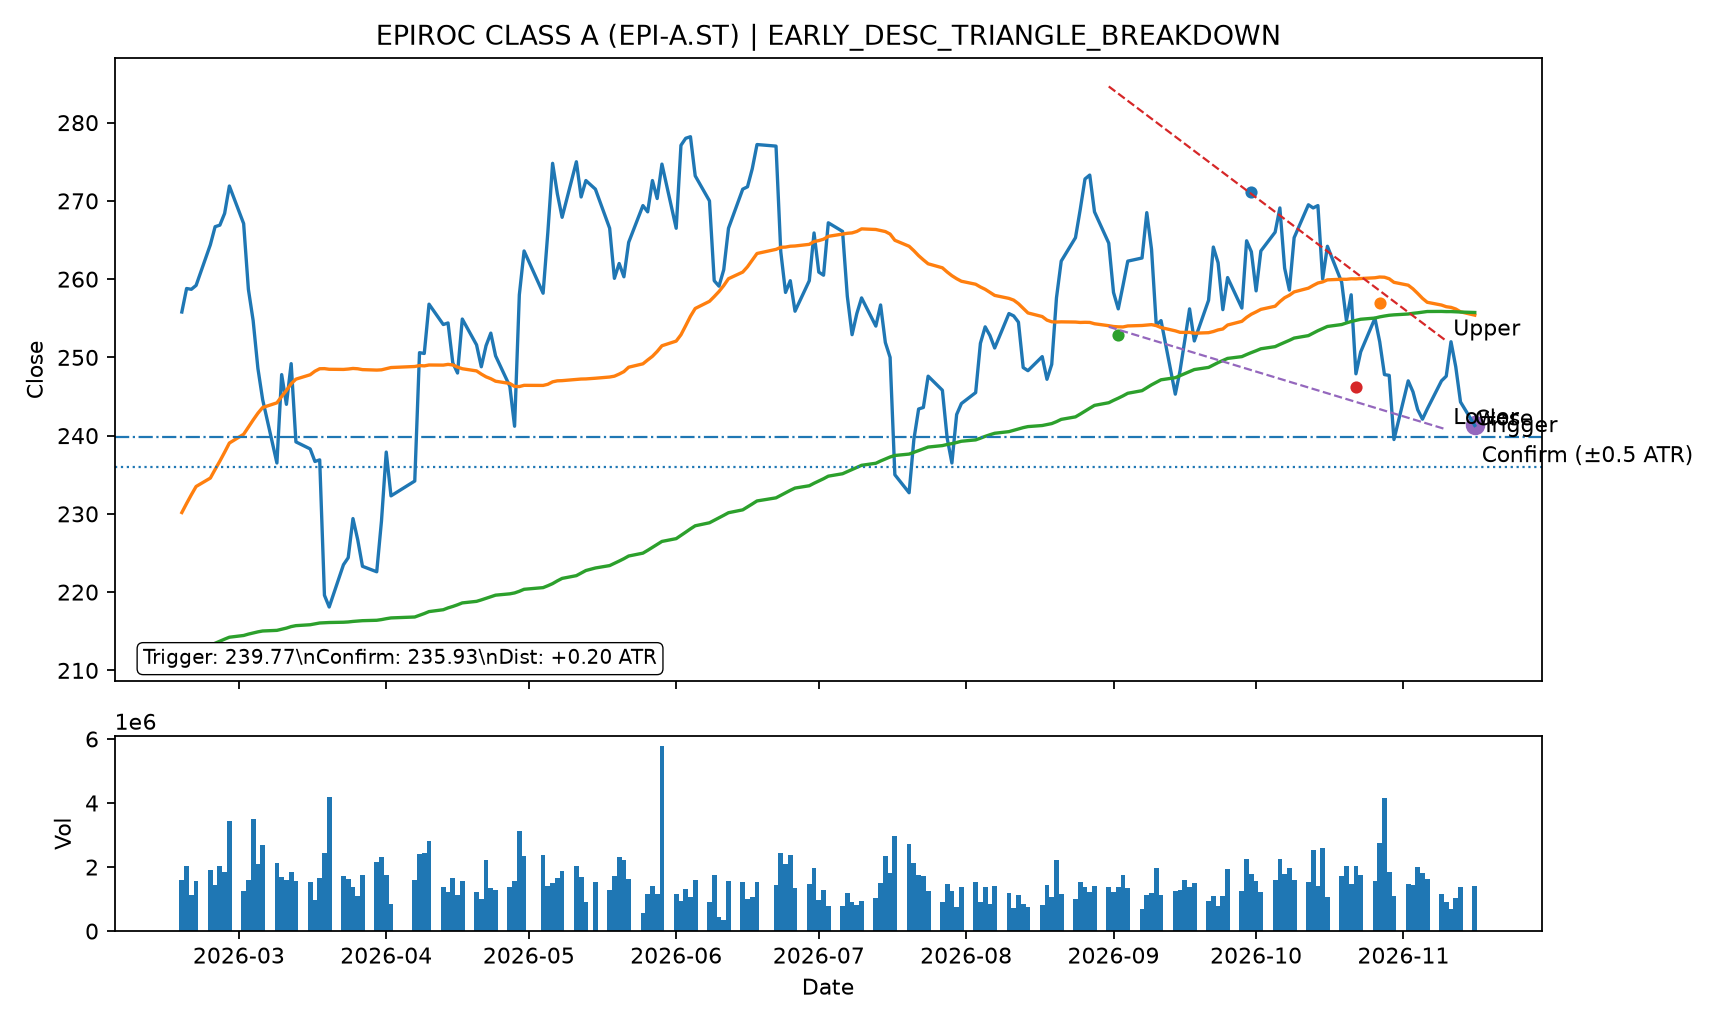 EPIROC CLASS A (EPI-A.ST) | EARLY_DESC_TRIANGLE_BREAKDOWN
Close
280
270
260
250
240
230
220
210
Upper
Lower
Close
Trigger
Confirm (±0.5 ATR)
Trigger: 239.77\nConfirm: 235.93\nDist: +0.20 ATR
1e6
Vol
6
4
2
0
2026-03
2026-04
2026-05
2026-06
2026-07
2026-08
2026-09
2026-10
2026-11
Date